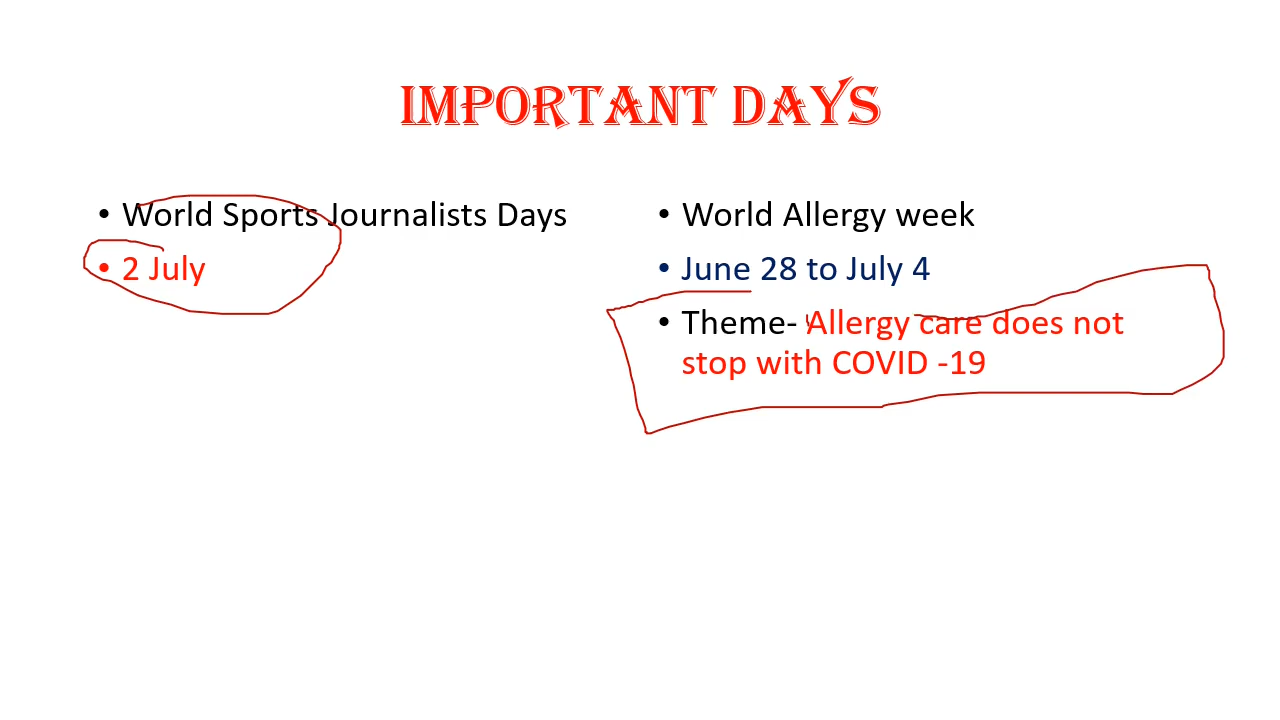 IMPORTANT DAYS
• World Sports Journalists Days
• 2 July
• World Allergy week
• June 28 to July 4
• Theme- Allergy care does not
stop with COVID -19